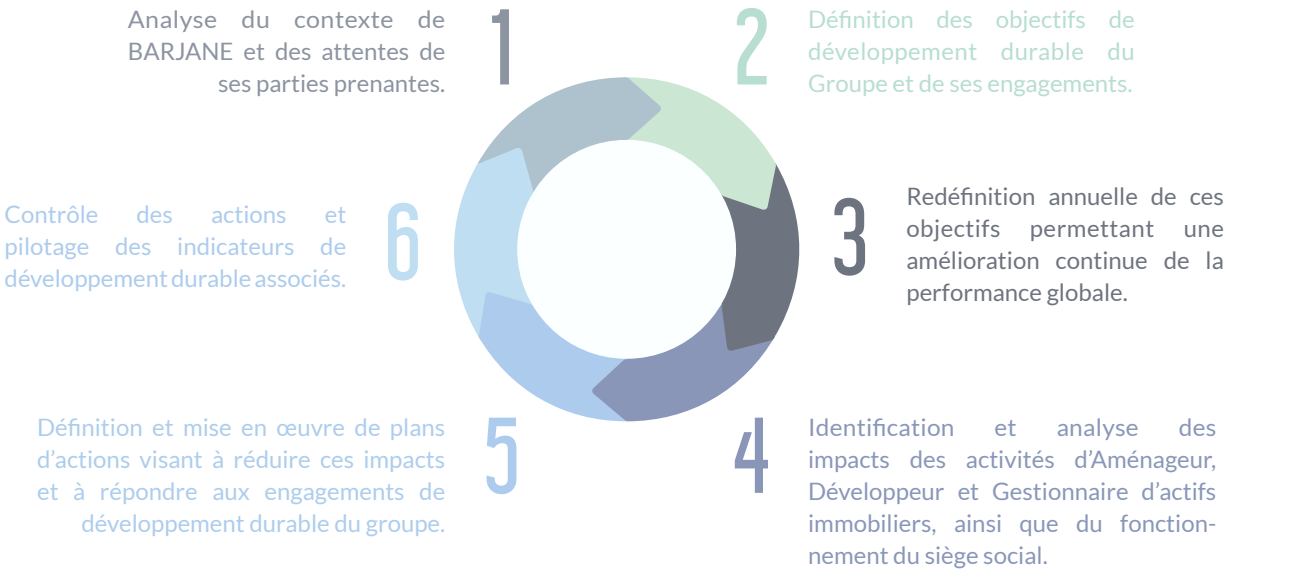 1
Analyse du contexte de
BARJANE et des attentes de
ses parties prenantes.
2
Définition des objectifs de
développement durable du
Groupe et de ses engagements.
3
Redéfinition annuelle de ces
objectifs permettant une
amélioration continue de la
performance globale.
4
Identification et analyse des
impacts des activités d’Aménageur,
Développeur et Gestionnaire d’actifs
immobiliers, ainsi que du fonction-
nement du siège social.
5
Définition et mise en œuvre de plans
d’actions visant à réduire ces impacts
et à répondre aux engagements de
développement durable du groupe.
6
Contrôle des actions et
pilotage des indicateurs de
développement durable associés.